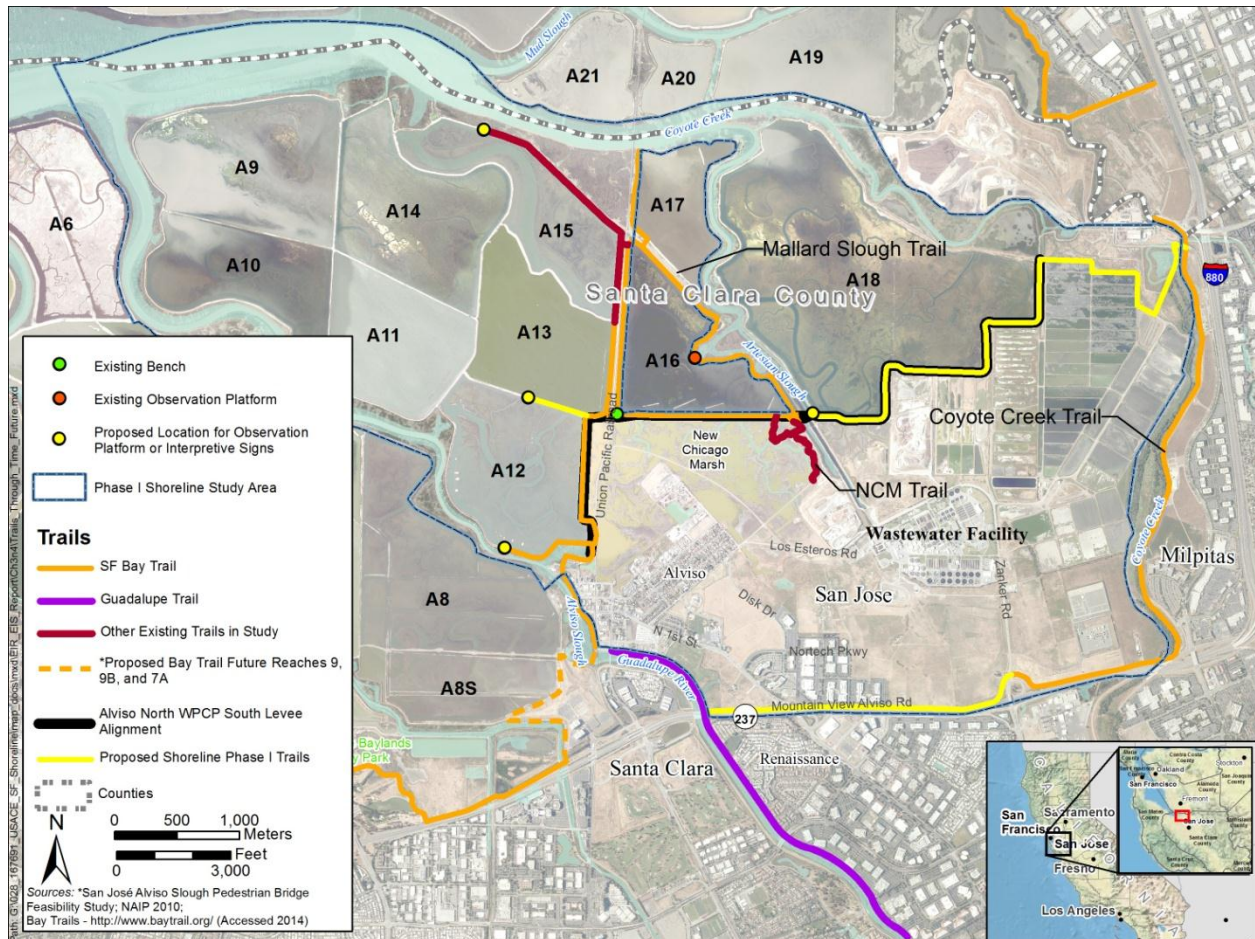 Mud Slough
A21
A20
A19
Coyote Creek
A9
A14
A17
A6
A15
Mallard Slough Trail
A10
A18
Santa Clara County
880
A11
A13
A16
Artesian Slough
Coyote Creek Trail
New
Chicago
Marsh
NCM Trail
A12
Union Pacific Railroad
Wastewater Facility
Los Esteros Rd
Coyote Creek
Milpitas
Alviso
Zanker Rd
San Jose
Disk Dr
A8
Alviso Slough
N 1st St
Nortech Pkwy
Guadalupe River
A8S
Mountain View Alviso Rd
237
Baylands
Park
Santa Clara
Renaissance
Existing Bench
Existing Observation Platform
Proposed Location for Observation
Platform or Interpretive Signs
Phase I Shoreline Study Area
Trails
SF Bay Trail
Guadalupe Trail
Other Existing Trails in Study
*Proposed Bay Trail Future Reaches 9,
9B, and 7A
Alviso North WPCP South Levee
Alignment
Proposed Shoreline Phase I Trails
Counties
N
0 500 1,000
Meters
Feet
0 3,000
Sources: *San José Alviso Slough Pedestrian Bridge
Feasibility Study; NAIP 2010;
Bay Trails - http://www.baytrail.org/ (Accessed 2014)
Sacramento
San
Francisco
San Jose
Fresno
Los Angeles
Stockton
Oakland
San Francisco
Fremont
San Jose